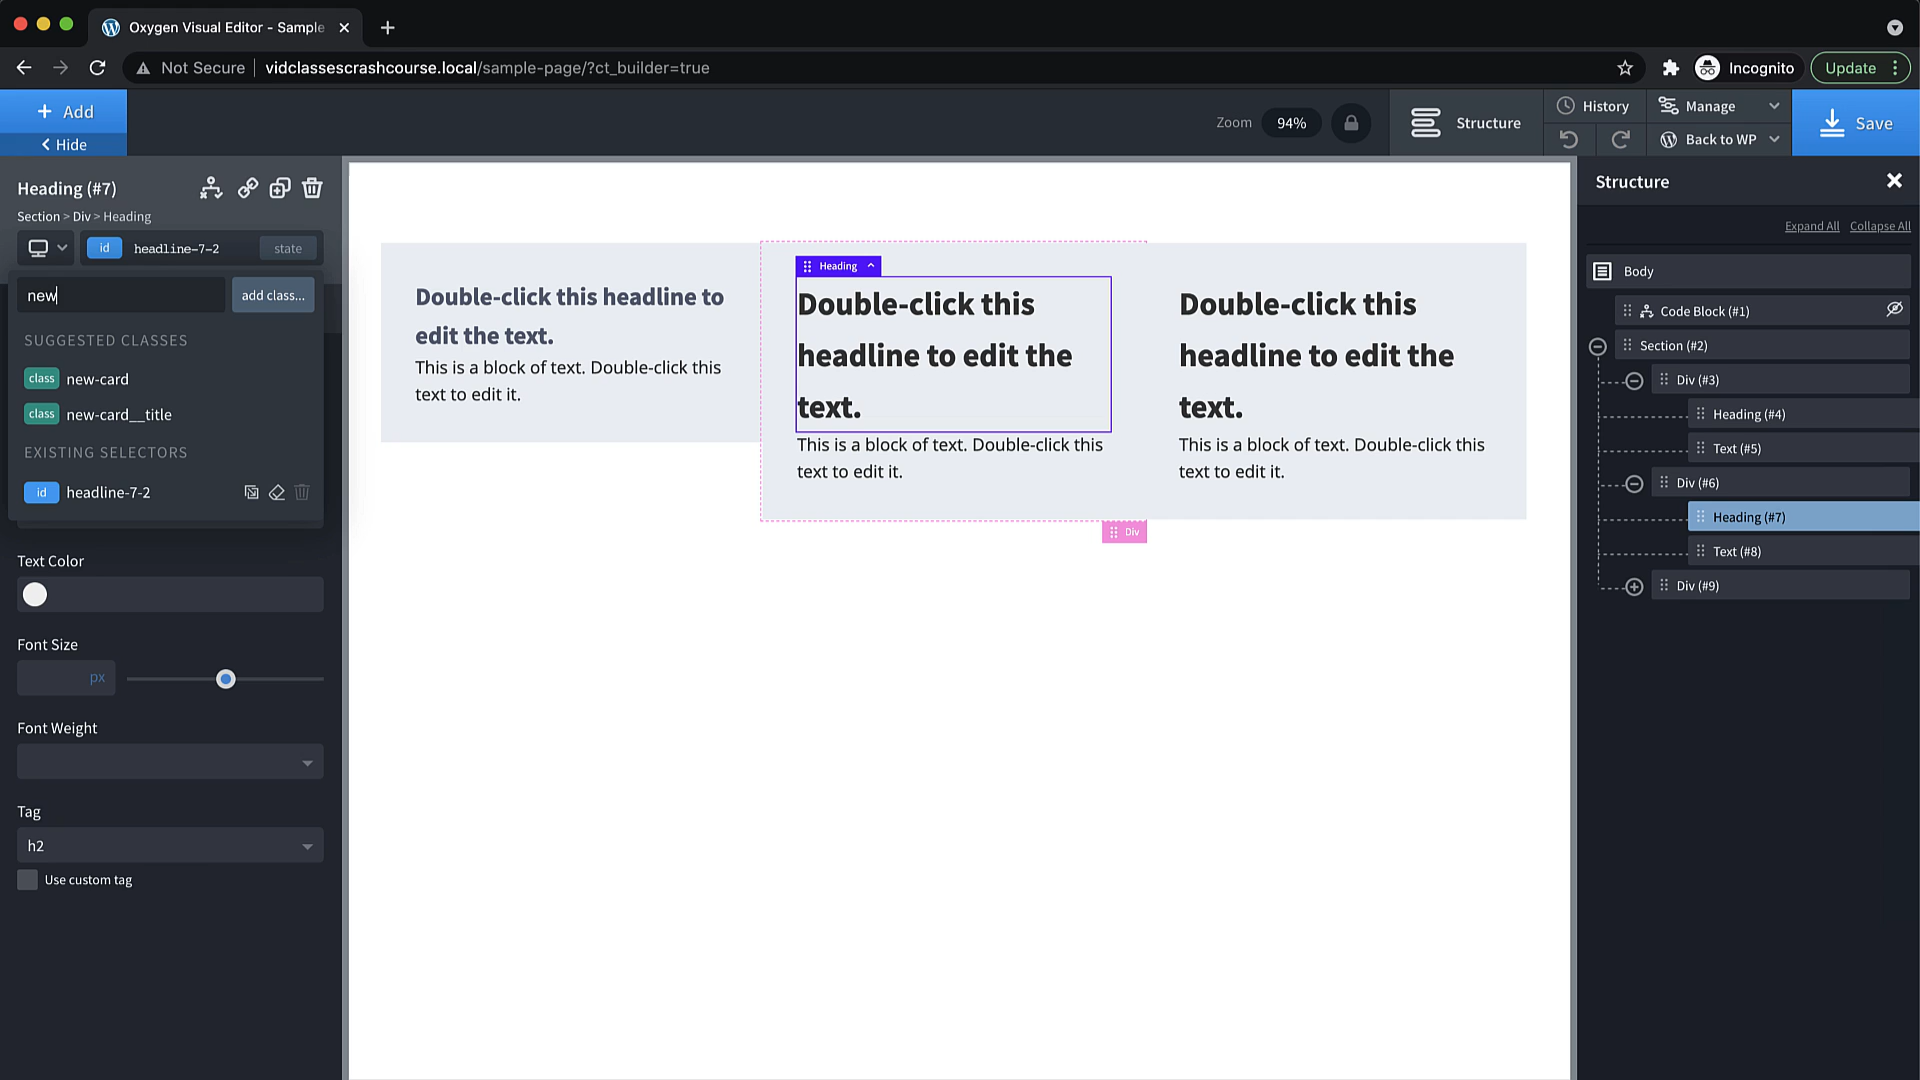 Oxygen Visual Editor - Sample
Not Secure
vidclassescrashcourse.local/sample-page/?ct_builder=true
Incognito
Update
+ Add
Hide
Zoom
94%
Structure
History
Manage
Back to WP
Save
Heading (#7)
Section > Div > Heading
id
headline-7-2
state
new
add class...
SUGGESTED CLASSES
class new-card
class new-card__title
EXISTING SELECTORS
id headline-7-2
Text Color
Font Size
px
Font Weight
Tag
h2
Use custom tag
Double-click this headline to
edit the text.
This is a block of text. Double-click this
text to edit it.
Heading
Double-click this
headline to edit the
text.
This is a block of text. Double-click this
text to edit it.
Div
Double-click this
headline to edit the
text.
This is a block of text. Double-click this
text to edit it.
Structure
Expand All
Collapse All
Body
Code Block (#1)
Section (#2)
Div (#3)
Heading (#4)
Text (#5)
Div (#6)
Heading (#7)
Text (#8)
Div (#9)